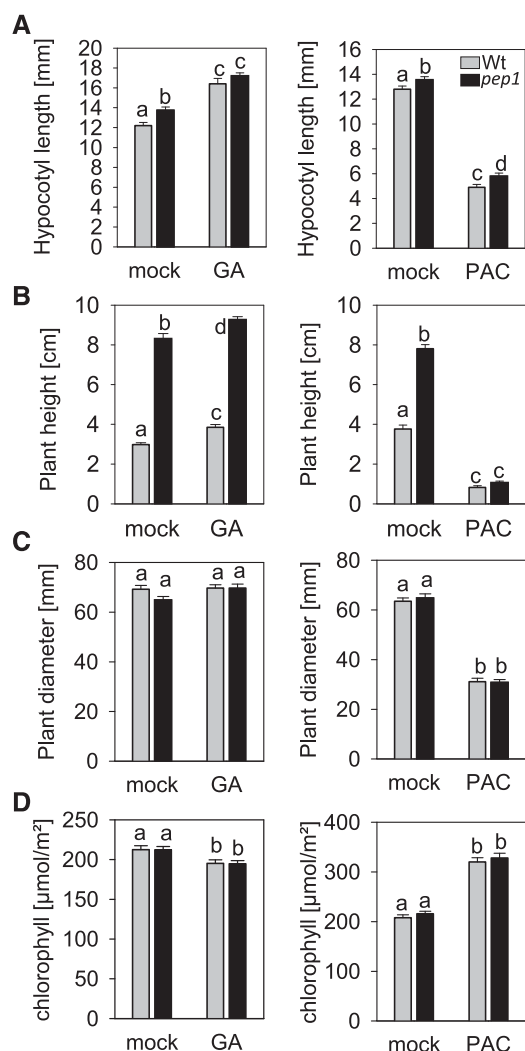 A
Hypocotyl length [mm]
20
18
16
14
12
10
8
6
4
2
0
a
b
c
c
mock
GA
Hypocotyl length [mm]
16
14
12
10
8
6
4
2
0
Wt
pep1
a
b
c
d
mock
PAC
B
Plant height [cm]
10
8
6
4
2
0
a
b
c
d
mock
GA
Plant height [cm]
10
8
6
4
2
0
a
b
c
c
mock
PAC
C
Plant diameter [mm]
80
60
40
20
0
a
a
a
a
mock
GA
Plant diameter [mm]
80
60
40
20
0
a
a
b
b
mock
PAC
D
chlorophyll [µmol/m²]
250
200
150
100
50
0
a
a
b
b
mock
GA
chlorophyll [µmol/m²]
400
300
200
100
0
a
a
b
b
mock
PAC